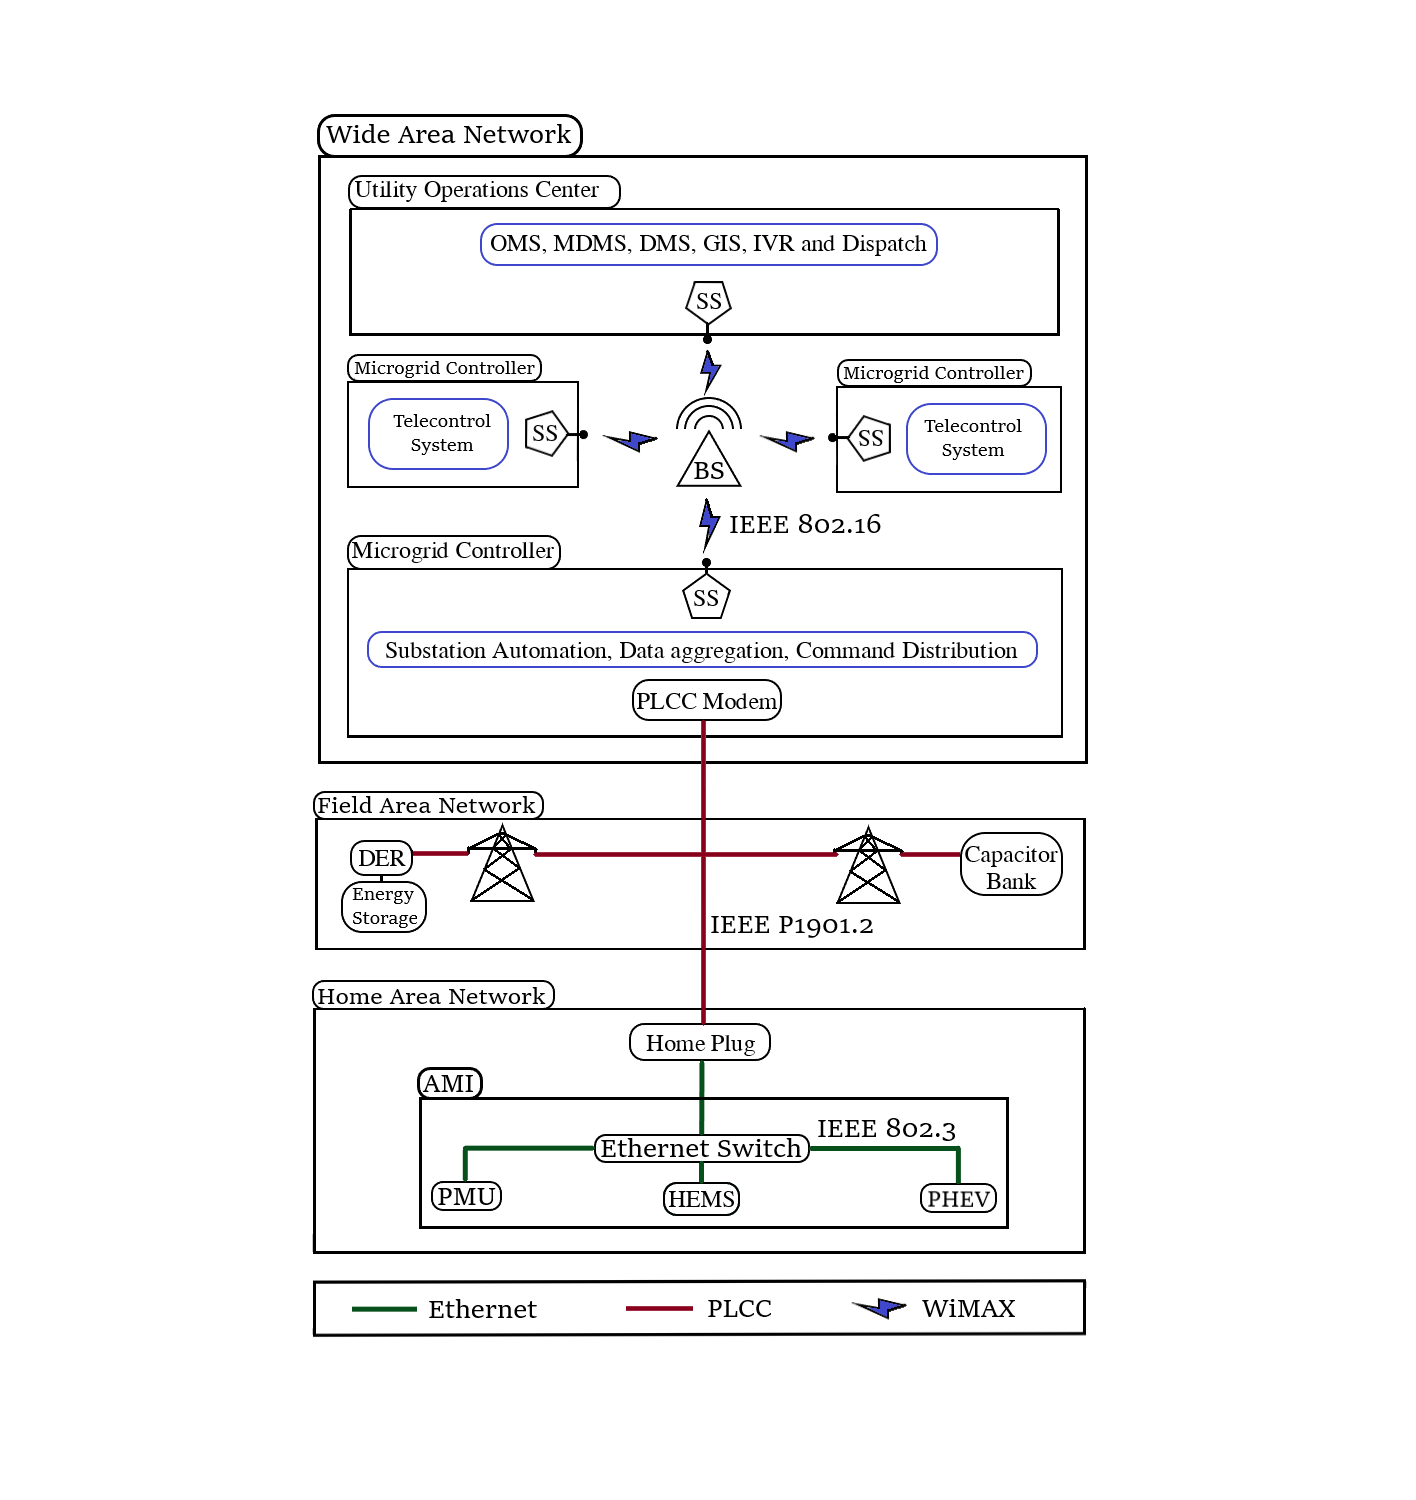 Wide Area Network
Utility Operations Center
OMS, MDMS, DMS, GIS, IVR and Dispatch
SS
Microgrid Controller
Telecontrol
System
SS
BS
Microgrid Controller
SS
Telecontrol
System
IEEE 802.16
Microgrid Controller
SS
Substation Automation, Data aggregation, Command Distribution
PLCC Modem
Field Area Network
DER
Energy
Storage
Capacitor
Bank
IEEE P1901.2
Home Area Network
Home Plug
AMI
IEEE 802.3
Ethernet Switch
PMU
HEMS
PHEV
Ethernet
PLCC
WiMAX